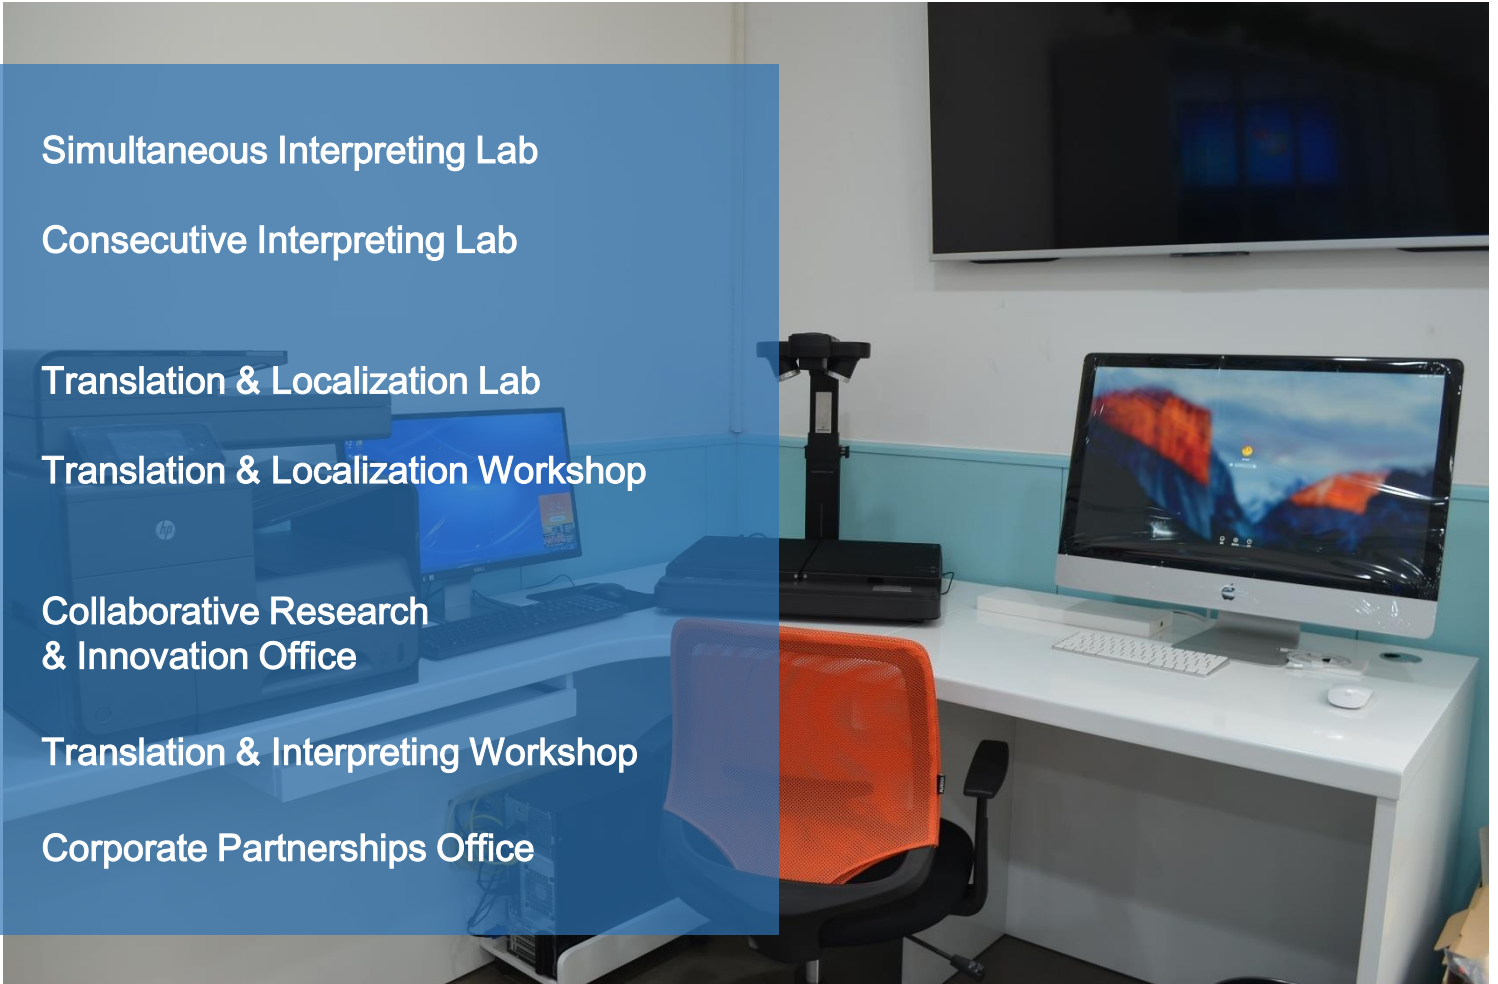 Simultaneous Interpreting Lab
Consecutive Interpreting Lab
Translation & Localization Lab
Translation & Localization Workshop
hp
Collaborative Research
& Innovation Office
Translation & Interpreting Workshop
Corporate Partnerships Office